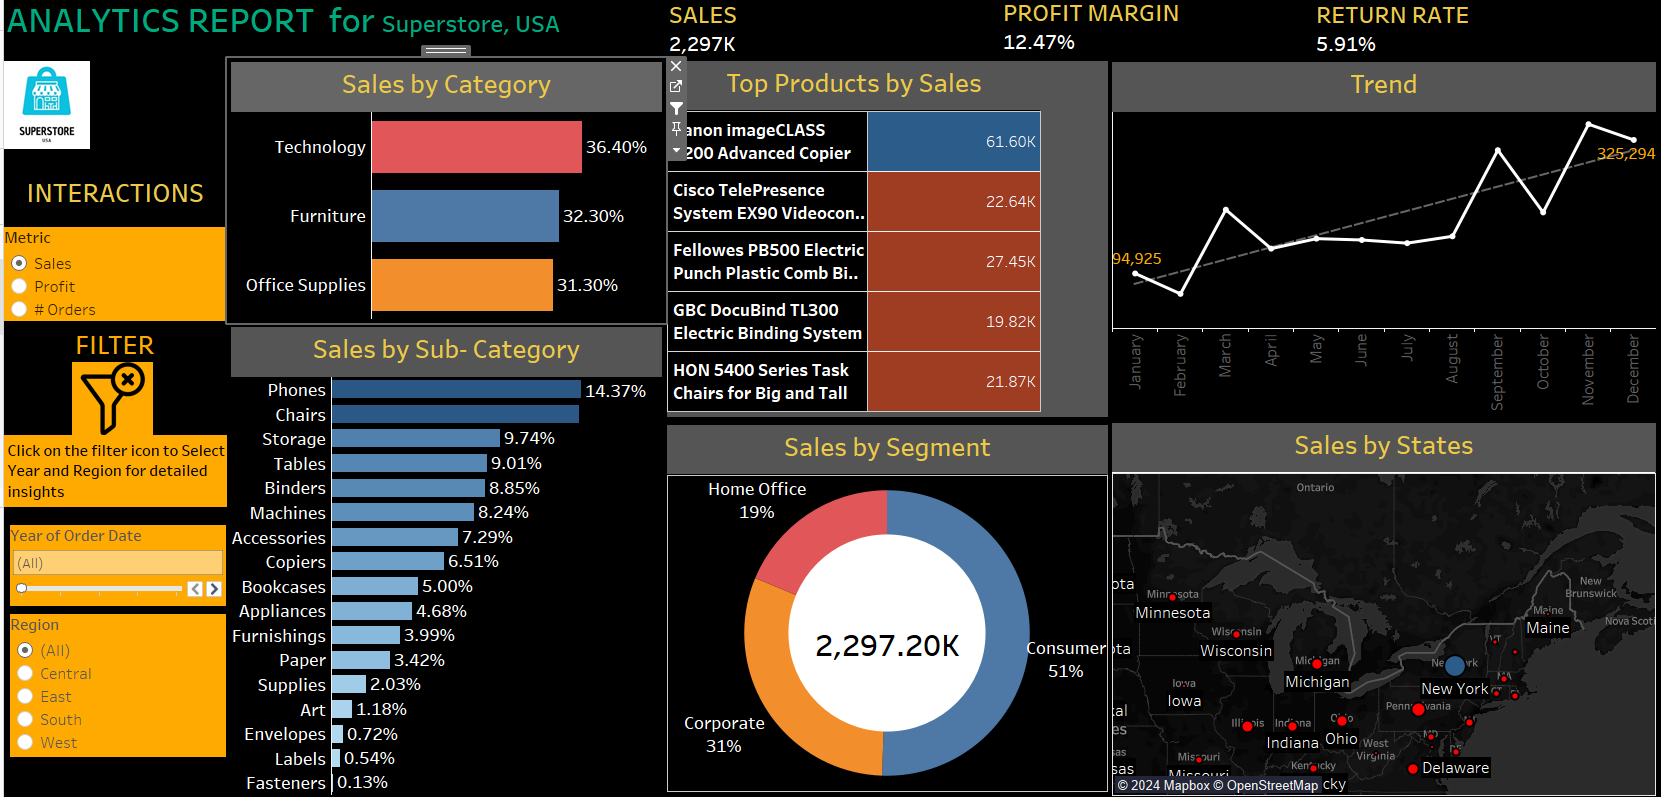 ANALYTICS REPORT for Superstore, USA
SALES
2,297K
PROFIT MARGIN
12.47%
RETURN RATE
5.91%
SUPERSTORE
USA
INTERACTIONS
Metric
Sales
Profit
# Orders
FILTER
Click on the filter icon to Select
Year and Region for detailed
insights
Year of Order Date
(All)
Region
(All)
Central
East
South
West
Sales by Category
Technology 36.40%
Furniture 32.30%
Office Supplies 31.30%
Sales by Sub- Category
Phones 14.37%
Chairs
Storage 9.74%
Tables 9.01%
Binders 8.85%
Machines 8.24%
Accessories 7.29%
Copiers 6.51%
Bookcases 5.00%
Appliances 4.68%
Furnishings 3.99%
Paper 3.42%
Supplies 2.03%
Art 1.18%
Envelopes 0.72%
Labels 0.54%
Fasteners 0.13%
Top Products by Sales
anon imageCLASS
200 Advanced Copier
61.60K
Cisco TelePresence
System EX90 Videocon..
22.64K
Fellowes PB500 Electric
Punch Plastic Comb Bi..
27.45K
GBC DocuBind TL300
Electric Binding System
19.82K
HON 5400 Series Task
Chairs for Big and Tall
21.87K
Sales by Segment
Home Office
19%
2,297.20K
Consumer
51%
Corporate
31%
Trend
94,925
325,294
January
February
March
April
May
June
July
August
September
October
November
December
Sales by States
Ontario
New
Brunswick
Nova Scoti
Maine
Maine
ota
Minnesota
Minnesota
Wisconsin
Wisconsin
ota
Michigan
Michigan
New York
New York
Iowa
Iowa
Pennsylvania
Illinois
Indiana
Indiana
Ohio
Ohio
West
Virginia
Delaware
Missouri
Missouri
Kentucky
cky
© 2024 Mapbox © OpenStreetMap